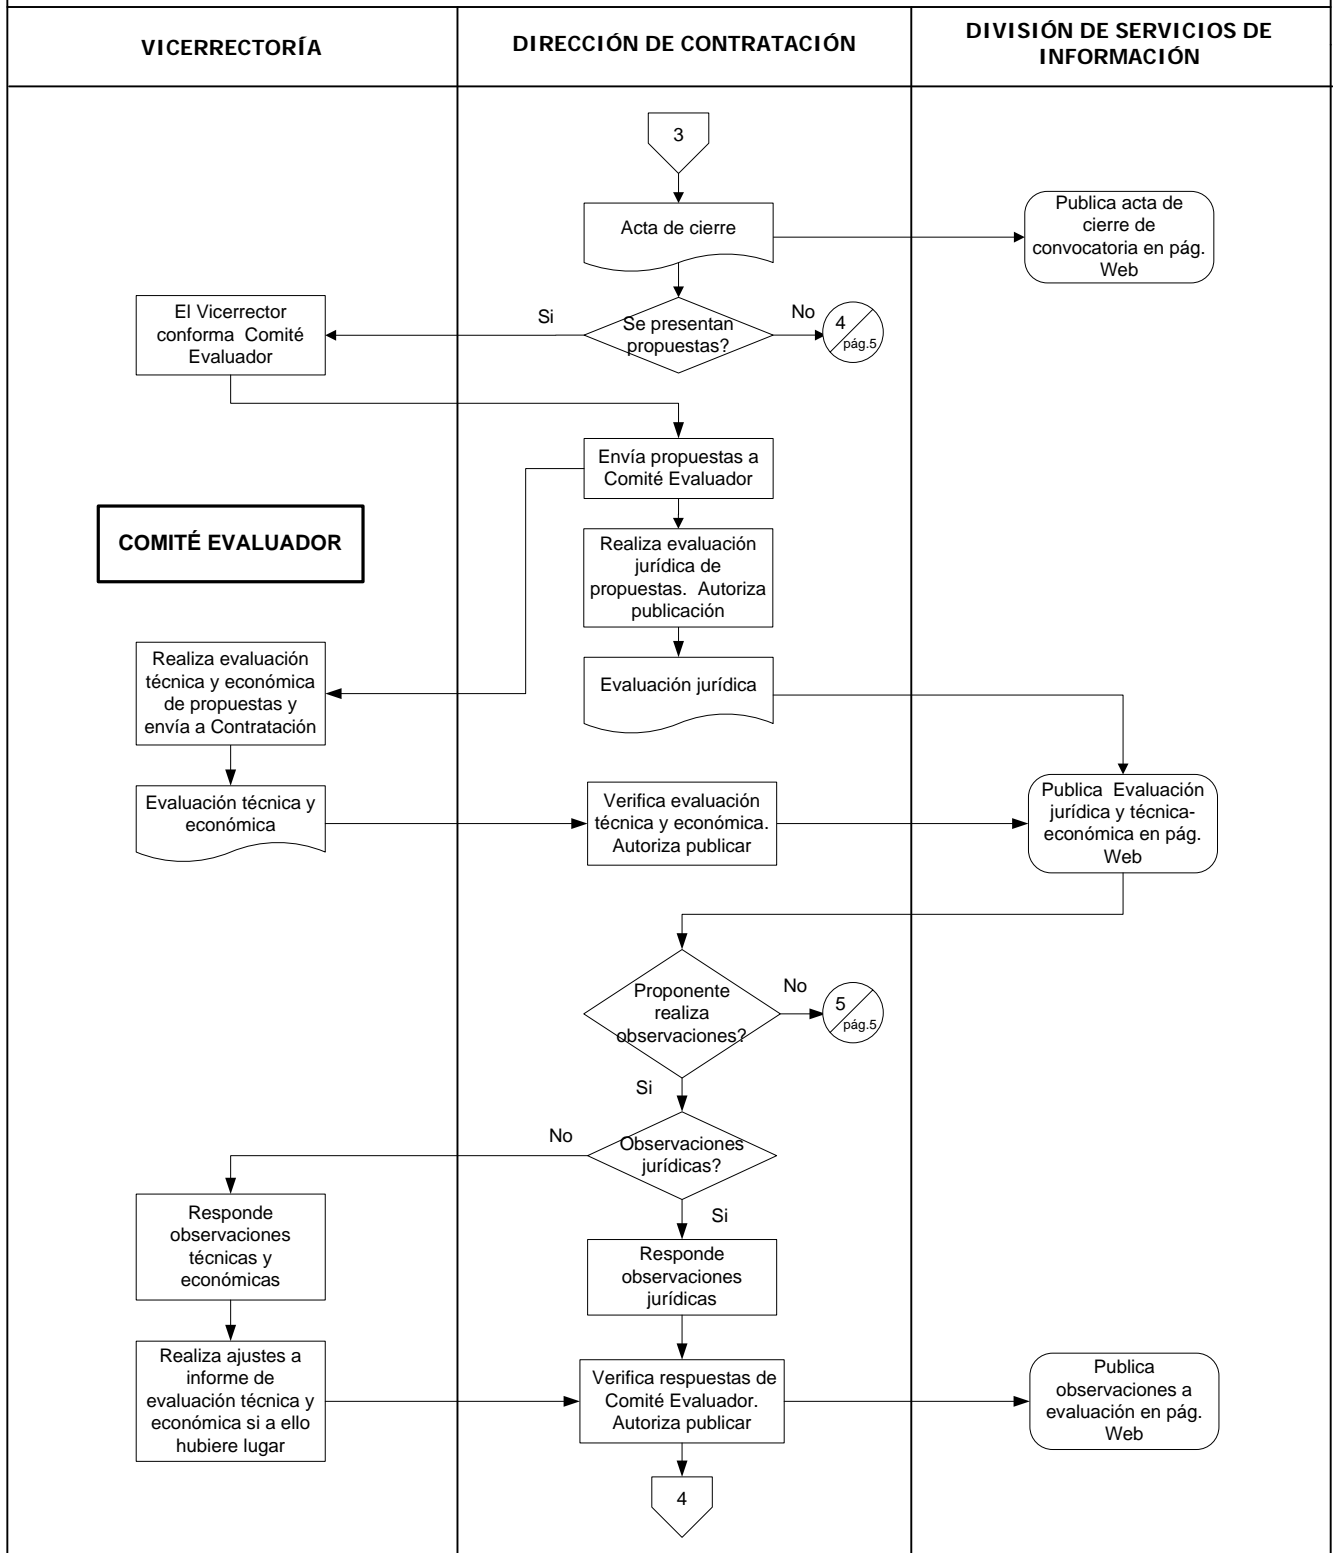 VICERRECTORÍA
DIRECCIÓN DE CONTRATACIÓN
DIVISIÓN DE SERVICIOS DE
INFORMACIÓN
3
Acta de cierre
Publica acta de
cierre de
convocatoria en pág.
Web
El Vicerrector
conforma Comité
Evaluador
Si
Se presentan
propuestas?
No
4
pág.5
Envía propuestas a
Comité Evaluador
COMITÉ EVALUADOR
Realiza evaluación
jurídica de
propuestas. Autoriza
publicación
Realiza evaluación
técnica y económica
de propuestas y
envía a Contratación
Evaluación jurídica
Evaluación técnica y
económica
Verifica evaluación
técnica y económica.
Autoriza publicar
Publica Evaluación
jurídica y técnica-
económica en pág.
Web
Proponente
realiza
observaciones?
No
5
pág.5
Si
No
Observaciones
jurídicas?
Si
Responde
observaciones
técnicas y
económicas
Responde
observaciones
jurídicas
Realiza ajustes a
informe de
evaluación técnica y
económica si a ello
hubiere lugar
Verifica respuestas de
Comité Evaluador.
Autoriza publicar
Publica
observaciones a
evaluación en pág.
Web
4